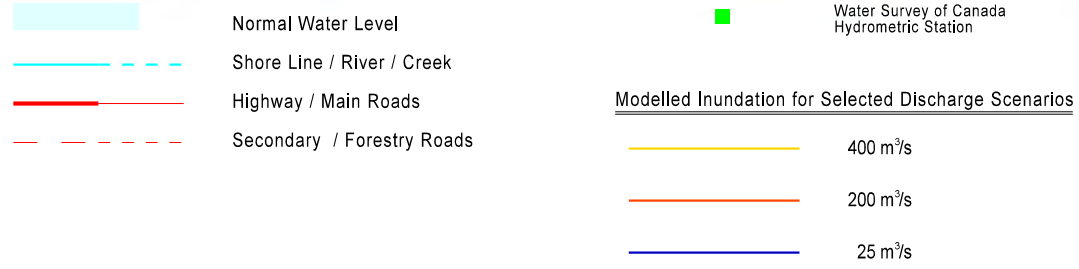 Normal Water Level
Shore Line / River / Creek
Highway / Main Roads
Secondary / Forestry Roads
Water Survey of Canada
Hydrometric Station
Modelled Inundation for Selected Discharge Scenarios
400 m³/s
200 m³/s
25 m³/s